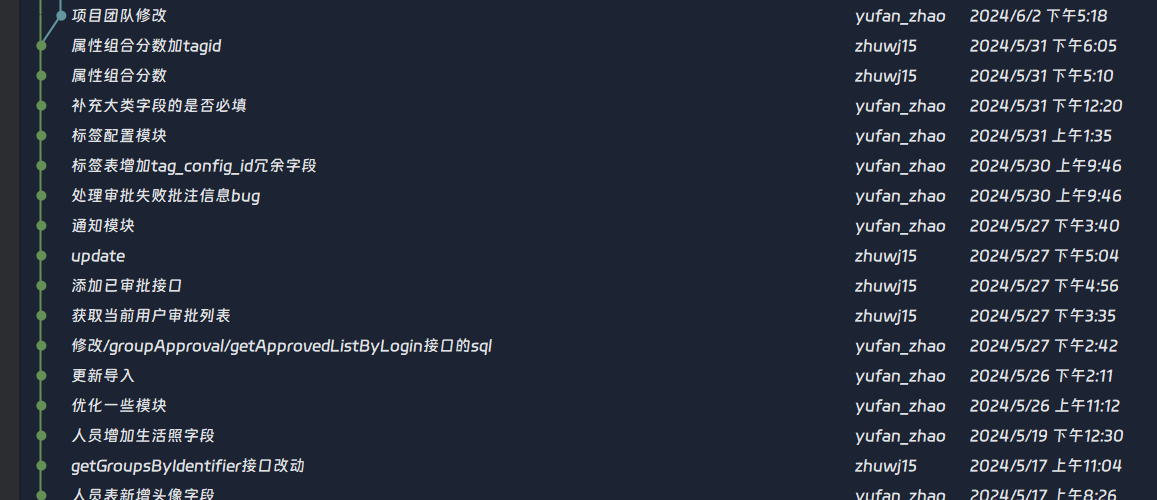 项目团队修改 yufan_zhao 2024/6/2 下午5:18
属性组合分数加tagid zhuwj15 2024/5/31 下午6:05
属性组合分数 zhuwj15 2024/5/31 下午5:10
补充大类字段的是否必填 yufan_zhao 2024/5/31 下午12:20
标签配置模块 yufan_zhao 2024/5/31 上午1:35
标签表增加tag_config_id冗余字段 yufan_zhao 2024/5/30 上午9:46
处理审批失败批注信息bug yufan_zhao 2024/5/30 上午9:46
通知模块 yufan_zhao 2024/5/27 下午3:40
update zhuwj15 2024/5/27 下午5:04
添加已审批接口 zhuwj15 2024/5/27 下午4:56
获取当前用户审批列表 zhuwj15 2024/5/27 下午3:35
修改/groupApproval/getApprovedListByLogin接口的sql yufan_zhao 2024/5/27 下午2:42
更新导入 yufan_zhao 2024/5/26 下午2:11
优化一些模块 yufan_zhao 2024/5/26 上午11:12
人员增加生活照字段 yufan_zhao 2024/5/19 下午12:30
getGroupsByIdentifier接口改动 zhuwj15 2024/5/17 上午11:04
人员表新增头像字段 yufan_zhao 2024/5/17 上午8:26